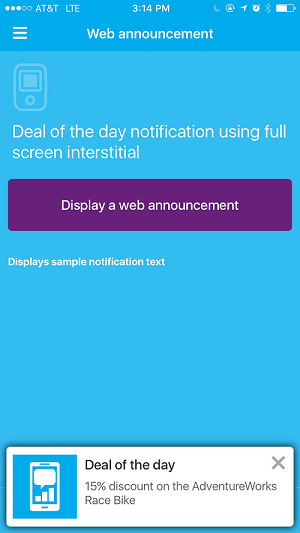 AT&T LTE 3:14 PM
Web announcement
Deal of the day notification using full
screen interstitial
Display a web announcement
Displays sample notification text
Deal of the day
15% discount on the AdventureWorks
Race Bike